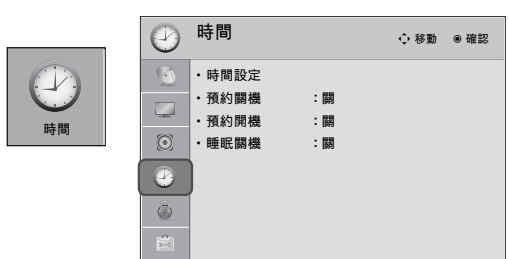 時間
時間
移動 確認
• 時間設定
• 預約關機 : 關
• 預約開機 : 關
• 睡眠關機 : 關